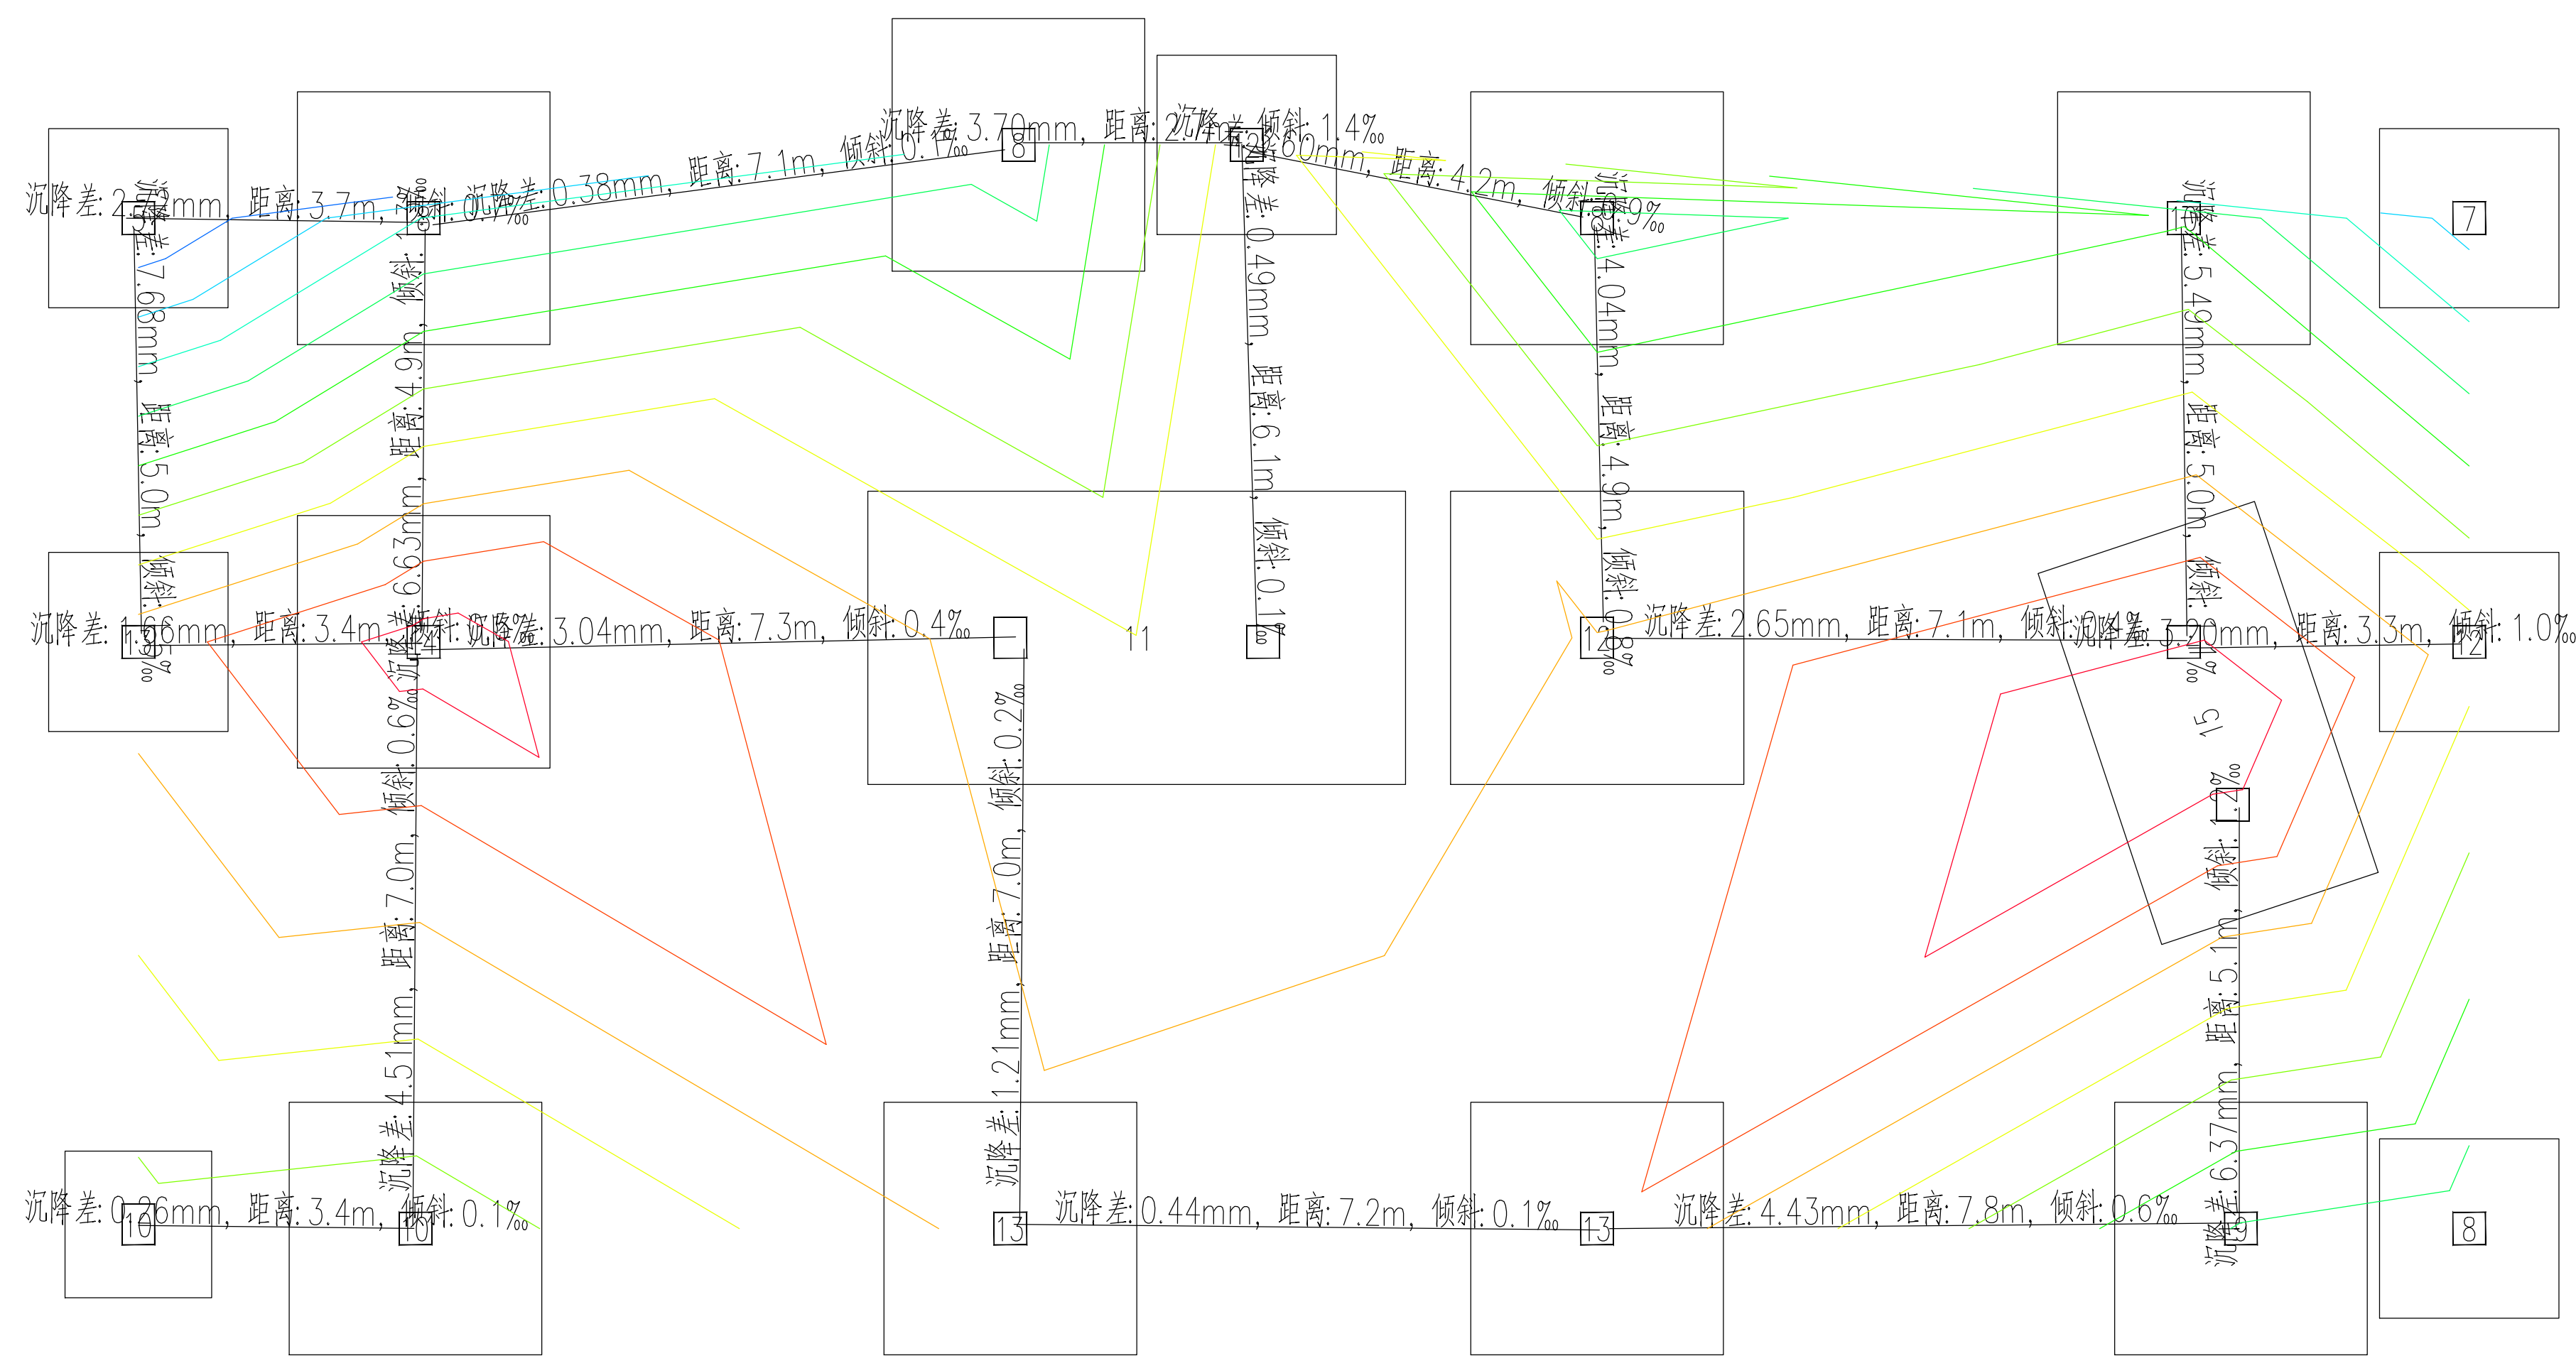 沉降差:3.70mm, 距离:2.7m, 倾斜:1.4‰
沉降差:0.38mm, 距离:7.1m, 倾斜:0.1‰
8
距离:4.2m,
7
沉降差:7.68mm, 距离:5.0m, 倾斜:
沉降差:6.63mm, 距离:4.9m, 倾斜:
沉降差:0.49mm, 距离:6.1m, 倾斜:0.1‰
沉降差:4.04mm, 距离:4.9m, 倾斜:0.8‰
沉降差:5.49mm, 距离:5.0m, 倾斜:
沉降差:1.66mm, 距离:3.4m,
沉降差:3.04mm, 距离:7.3m, 倾斜:0.4‰
11
12
沉降差:2.65mm, 距离:7.1m, 倾斜:0.4‰
沉降差:3.20mm, 距离:3.3m, 倾斜:1.0‰
12
15
沉降差:4.51mm, 距离:7.0m, 倾斜:0.6‰
沉降差:1.21mm, 距离:7.0m, 倾斜:0.2‰
沉降差:6.37mm, 距离:5.1m, 倾斜:1.2‰
沉降差:0.26mm, 距离:3.4m, 倾斜:0.1‰
10
10
13
沉降差:0.44mm, 距离:7.2m, 倾斜:0.1‰
13
沉降差:4.43mm, 距离:7.8m, 倾斜:0.6‰
9
8